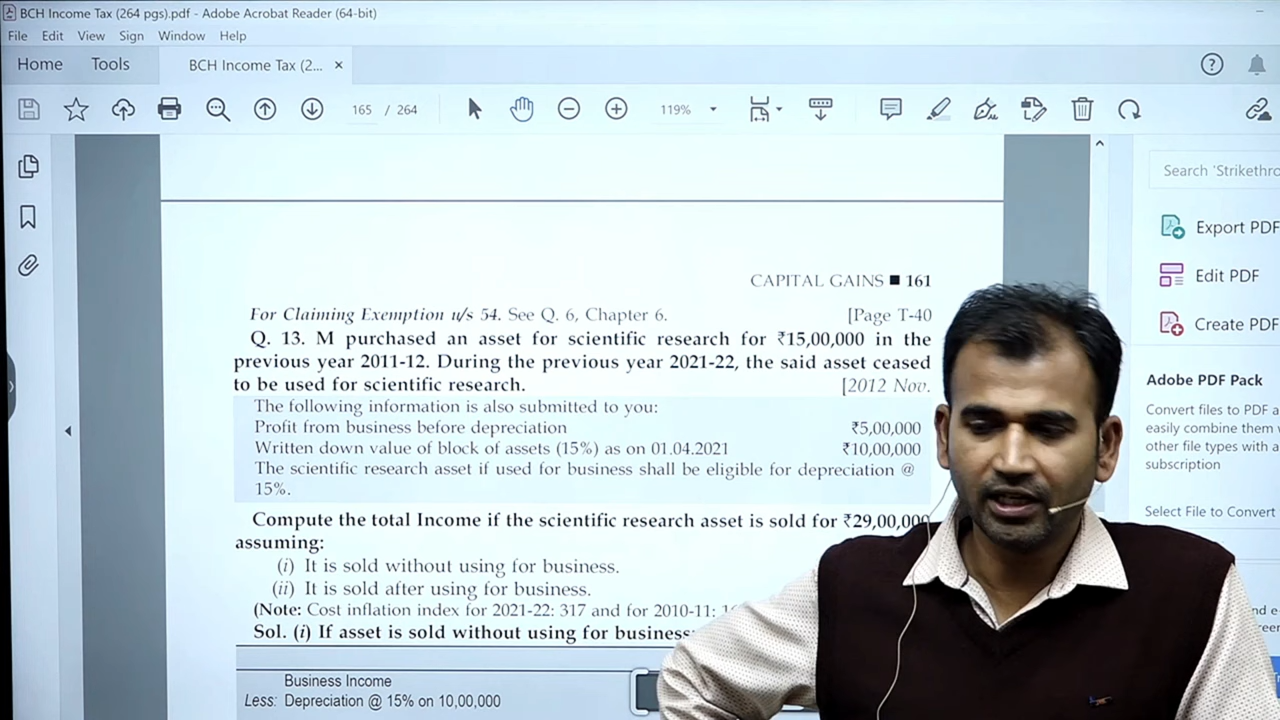 BCH Income Tax (264 pgs).pdf - Adobe Acrobat Reader (64-bit)
File Edit View Sign Window Help
Home Tools BCH Income Tax (2... ×
165 / 264 119%
Search 'Strikethro
Export PDF
Edit PDF
Create PDF
Adobe PDF Pack
Convert files to PDF a
easily combine them
other file types with a
subscription
Select File to Convert
CAPITAL GAINS ■ 161
For Claiming Exemption u/s 54. See Q. 6, Chapter 6. [Page T-40
Q. 13. M purchased an asset for scientific research for ₹15,00,000 in the
previous year 2011-12. During the previous year 2021-22, the said asset ceased
to be used for scientific research. [2012 Nov.
The following information is also submitted to you:
Profit from business before depreciation ₹5,00,000
Written down value of block of assets (15%) as on 01.04.2021 ₹10,00,000
The scientific research asset if used for business shall be eligible for depreciation @
15%.
Compute the total Income if the scientific research asset is sold for ₹29,00,000
assuming:
(i) It is sold without using for business.
(ii) It is sold after using for business.
(Note: Cost inflation index for 2021-22: 317 and for 2010-11:
Sol. (i) If asset is sold without using for business:
Business Income
Less: Depreciation @ 15% on 10,00,000